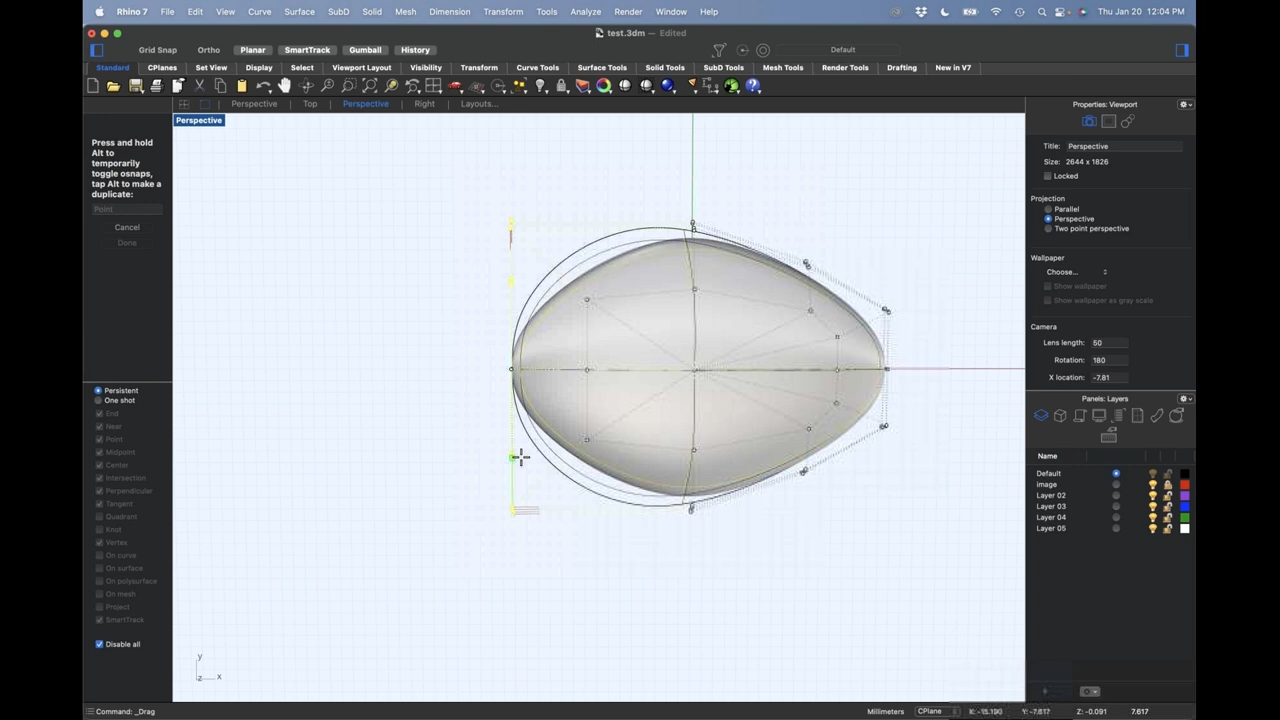 Rhino 7 File Edit View Curve Surface SubD Solid Mesh Dimension Transform Tools Analyze Render Window Help Thu Jan 20 12:04 PM
test.3dm — Edited
Grid Snap Ortho Planar SmartTrack Gumball History Default
Standard CPlanes Set View Display Select Viewport Layout Visibility Transform Curve Tools Surface Tools Solid Tools SubD Tools Mesh Tools Render Tools Drafting New in V7
Perspective Top Perspective Right Layouts...
Perspective
Press and hold
Alt to
temporarily
toggle osnaps,
tap Alt to make a
duplicate:
Point
Cancel
Done
Persistent
One shot
End
Near
Point
Midpoint
Center
Intersection
Perpendicular
Tangent
Quadrant
Knot
Vertex
On curve
On surface
On polysurface
On mesh
Project
SmartTrack
Disable all
y
z x
Properties: Viewport
Title: Perspective
Size: 2644 x 1826
Locked
Projection
Parallel
Perspective
Two point perspective
Wallpaper
Choose...
Show wallpaper
Show wallpaper as gray scale
Camera
Lens length: 50
Rotation: 180
X location: -7.81
Panels: Layers
Name
Default
image
Layer 02
Layer 03
Layer 04
Layer 05
Command: _Drag Millimeters CPlane X: -15.190 Y: -7.617 Z: -0.091 7.617